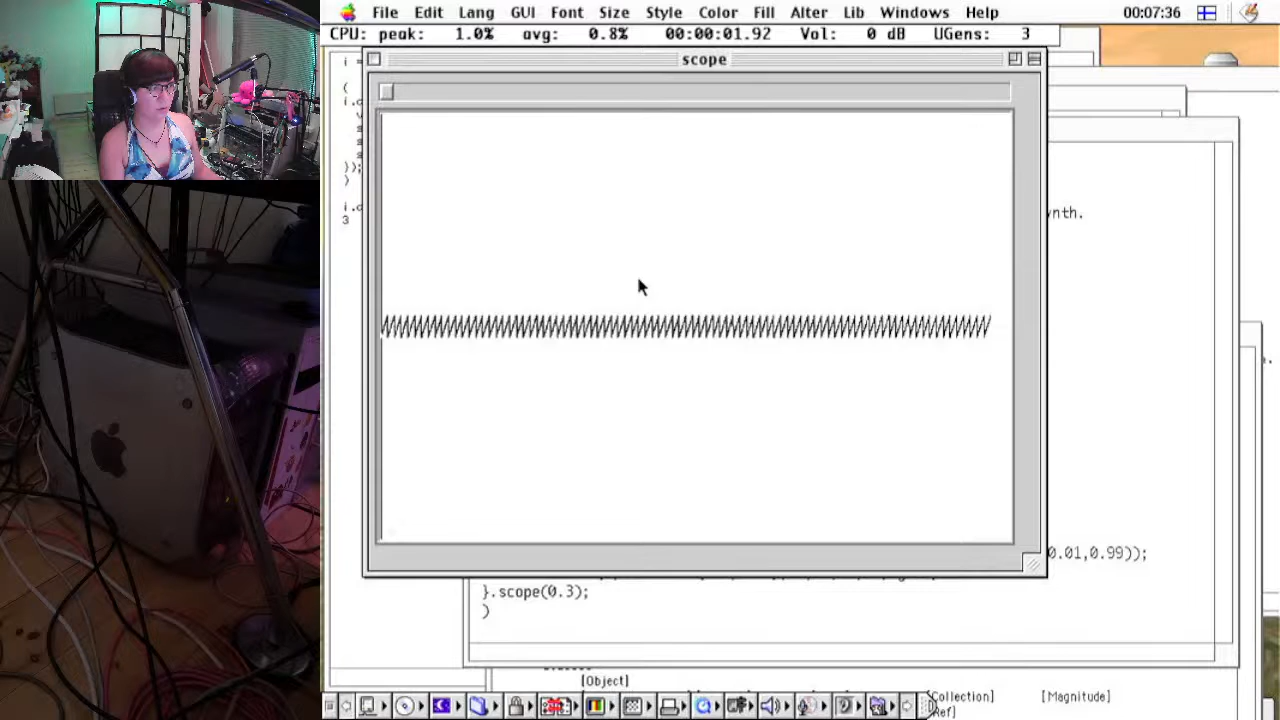 File Edit Lang GUI Font Size Style Color Fill Alter Lib Windows Help 00:07:36
CPU: peak: 1.0% avg: 0.8% 00:00:01.92 Vol: 0 dB UGens: 3
scope
i =
(
});
)
3
ynth.
0.01,0.99));
}.scope(0.3);
)
[Object]
[Collection] [Magnitude]
Ref]